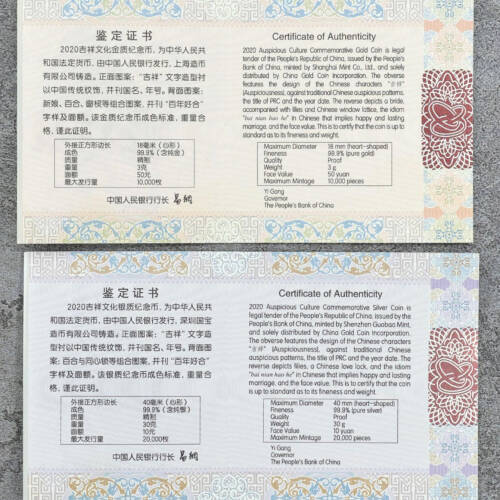 鉴定证书
2020吉祥文化金质纪念币，为中华人民共
和国法定货币，由中国人民银行发行，上海造币
有限公司铸造。正面图案：“吉祥”文字造型衬
以中国传统纹饰，并刊国名、年号。背面图案：
新娘、百合、窗棂等组合图案，并刊“百年好合”
字样及面额。该金质纪念币成色标准，重量合
格，谨此证明。
外接正方形边长 18毫米（心形）
成色 99.9%（含纯金）
质量 精制
重量 3克
面额 50元
最大发行量 10,000枚
中国人民银行行长
Certificate of Authenticity
2020 Auspicious Culture Commemorative Gold Coin is legal
tender of the People's Republic of China, issued by the People's
Bank of China, minted by Shanghai Mint Co., Ltd., and solely
distributed by China Gold Coin Incorporation. The obverse
features the design of the Chinese characters "吉祥"
(Auspiciousness), against traditional Chinese auspicious patterns,
the title of PRC and the year date. The reverse depicts a bride,
accompanied with lilies and Chinese window lattice, the idiom
"bai nian hao he" in Chinese that implies happy and lasting
marriage, and the face value. This is to certify that the coin is up to
standard as to its fineness and weight.
Maximum Diameter 18 mm (heart-shaped)
Fineness 99.9% (pure gold)
Quality Proof
Weight 3 g
Face Value 50 yuan
Maximum Mintage 10,000 pieces
Yi Gang
Governor
The People's Bank of China
鉴定证书
2020吉祥文化银质纪念币，为中华人民共和
国法定货币，由中国人民银行发行，深圳国宝
造币有限公司铸造。正面图案：“吉祥”文字造
型衬以中国传统纹饰，并刊国名、年号。背面图
案：百合与同心锁等组合图案，并刊“百年好合”
字样及面额。该银质纪念币成色标准，重量合
格，谨此证明。
外接正方形边长 40毫米（心形）
成色 99.9%（含纯银）
质量 精制
重量 30克
面额 10元
最大发行量 20,000枚
中国人民银行行长
Certificate of Authenticity
2020 Auspicious Culture Commemorative Silver Coin is
legal tender of the People's Republic of China, issued by the
People's Bank of China, minted by Shenzhen Guobao Mint,
and solely distributed by China Gold Coin Incorporation.
The obverse features the design of the Chinese characters
"吉祥" (Auspiciousness), against traditional Chinese
auspicious patterns, the title of PRC and the year date. The
reverse depicts lilies, a Chinese love lock, and the idiom
"bai nian hao he" in Chinese that implies happy and lasting
marriage, and the face value. This is to certify that the coin
is up to standard as to its fineness and weight.
Maximum Diameter 40 mm (heart-shaped)
Fineness 99.9% (pure silver)
Quality Proof
Weight 30 g
Face Value 10 yuan
Maximum Mintage 20,000 pieces
Yi Gang
Governor
The People's Bank of China